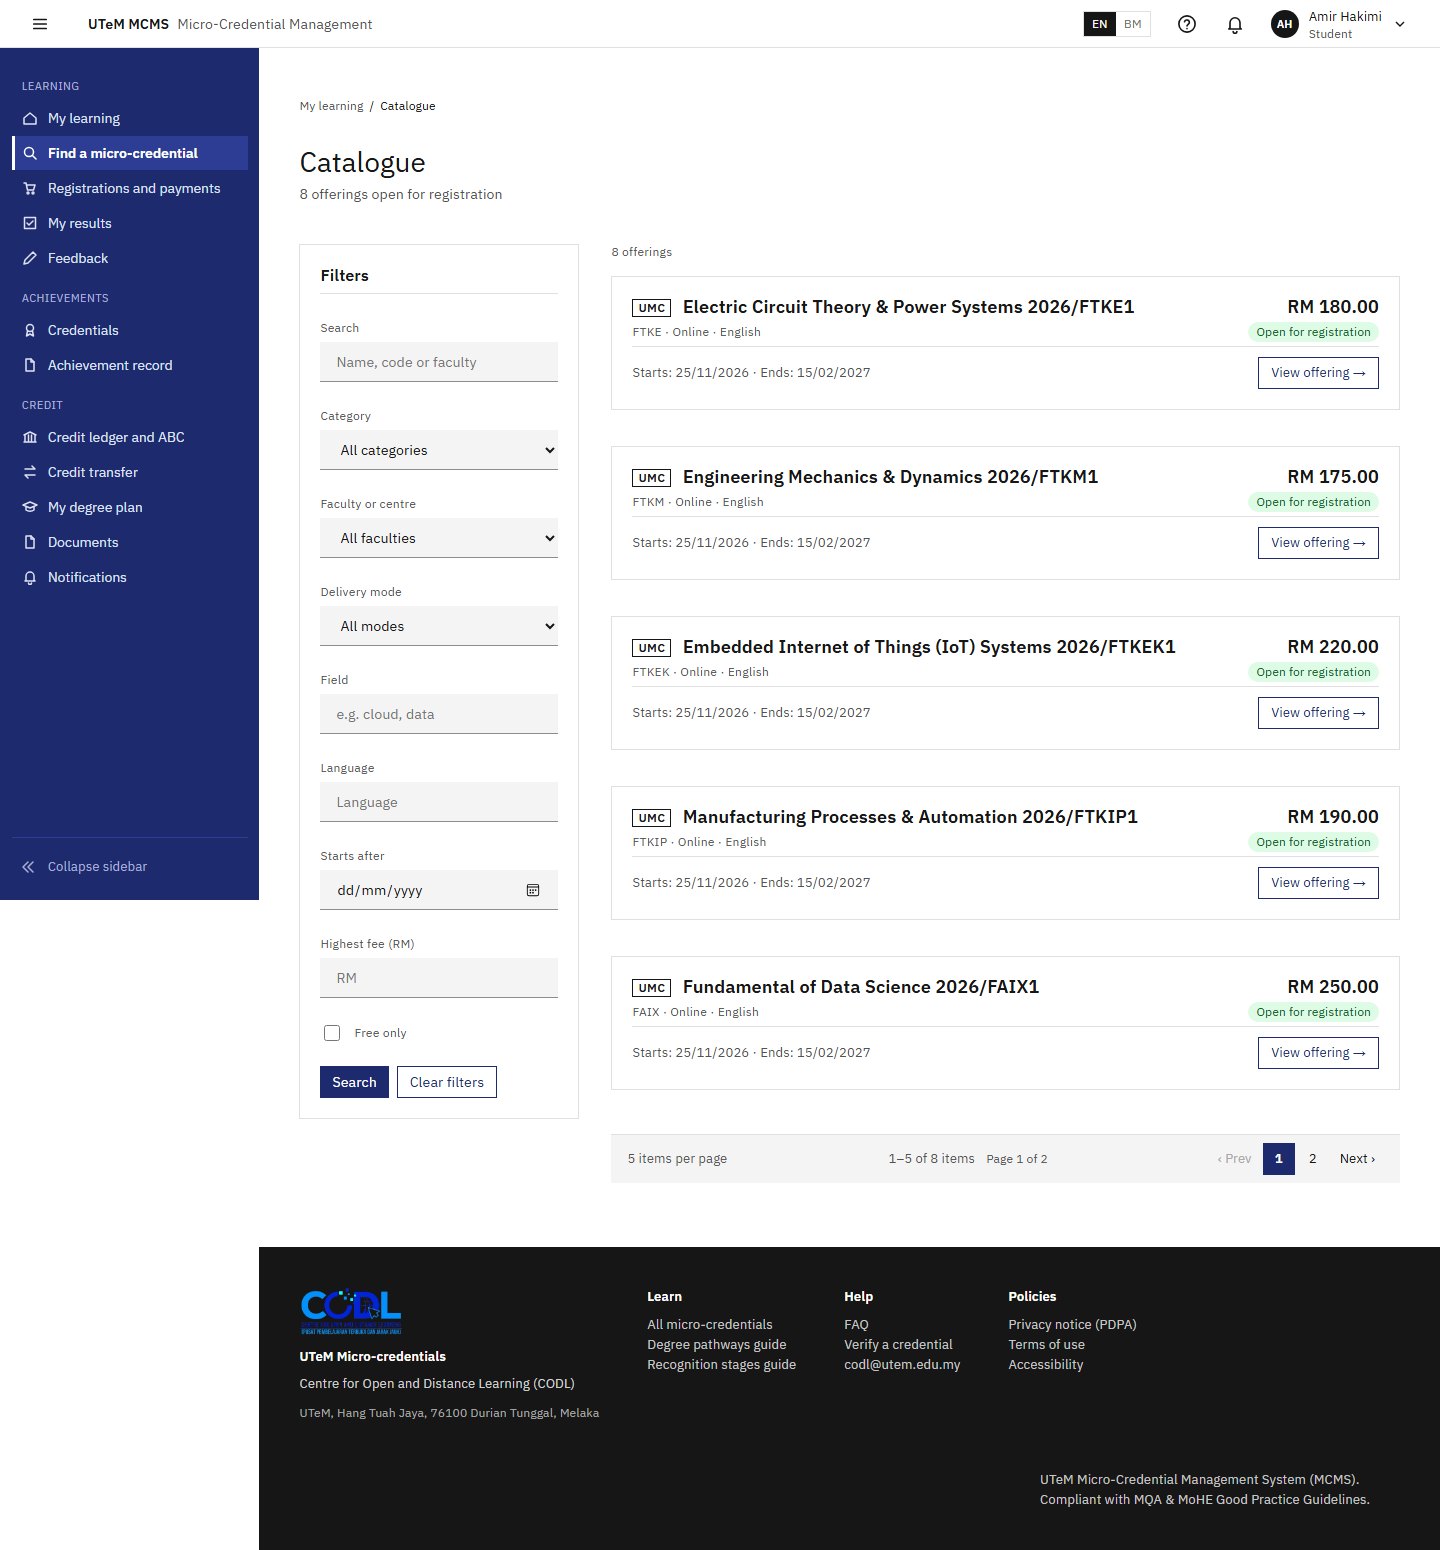 UTeM MCMS Micro-Credential Management
EN BM
AH
Amir Hakimi
Student
LEARNING
My learning
Find a micro-credential
Registrations and payments
My results
Feedback
ACHIEVEMENTS
Credentials
Achievement record
CREDIT
Credit ledger and ABC
Credit transfer
My degree plan
Documents
Notifications
Collapse sidebar
My learning / Catalogue
Catalogue
8 offerings open for registration
Filters
Search
Name, code or faculty
Category
All categories
Faculty or centre
All faculties
Delivery mode
All modes
Field
e.g. cloud, data
Language
Language
Starts after
dd/mm/yyyy
Highest fee (RM)
RM
Free only
Search Clear filters
8 offerings
UMC Electric Circuit Theory & Power Systems 2026/FTKE1 RM 180.00
FTKE · Online · English Open for registration
Starts: 25/11/2026 · Ends: 15/02/2027 View offering →
UMC Engineering Mechanics & Dynamics 2026/FTKM1 RM 175.00
FTKM · Online · English Open for registration
Starts: 25/11/2026 · Ends: 15/02/2027 View offering →
UMC Embedded Internet of Things (IoT) Systems 2026/FTKEK1 RM 220.00
FTKEK · Online · English Open for registration
Starts: 25/11/2026 · Ends: 15/02/2027 View offering →
UMC Manufacturing Processes & Automation 2026/FTKIP1 RM 190.00
FTKIP · Online · English Open for registration
Starts: 25/11/2026 · Ends: 15/02/2027 View offering →
UMC Fundamental of Data Science 2026/FAIX1 RM 250.00
FAIX · Online · English Open for registration
Starts: 25/11/2026 · Ends: 15/02/2027 View offering →
5 items per page 1–5 of 8 items Page 1 of 2 ‹ Prev 1 2 Next ›
CODL
UTeM Micro-credentials
Centre for Open and Distance Learning (CODL)
UTeM, Hang Tuah Jaya, 76100 Durian Tunggal, Melaka
Learn
All micro-credentials
Degree pathways guide
Recognition stages guide
Help
FAQ
Verify a credential
codl@utem.edu.my
Policies
Privacy notice (PDPA)
Terms of use
Accessibility
UTeM Micro-Credential Management System (MCMS).
Compliant with MQA & MoHE Good Practice Guidelines.